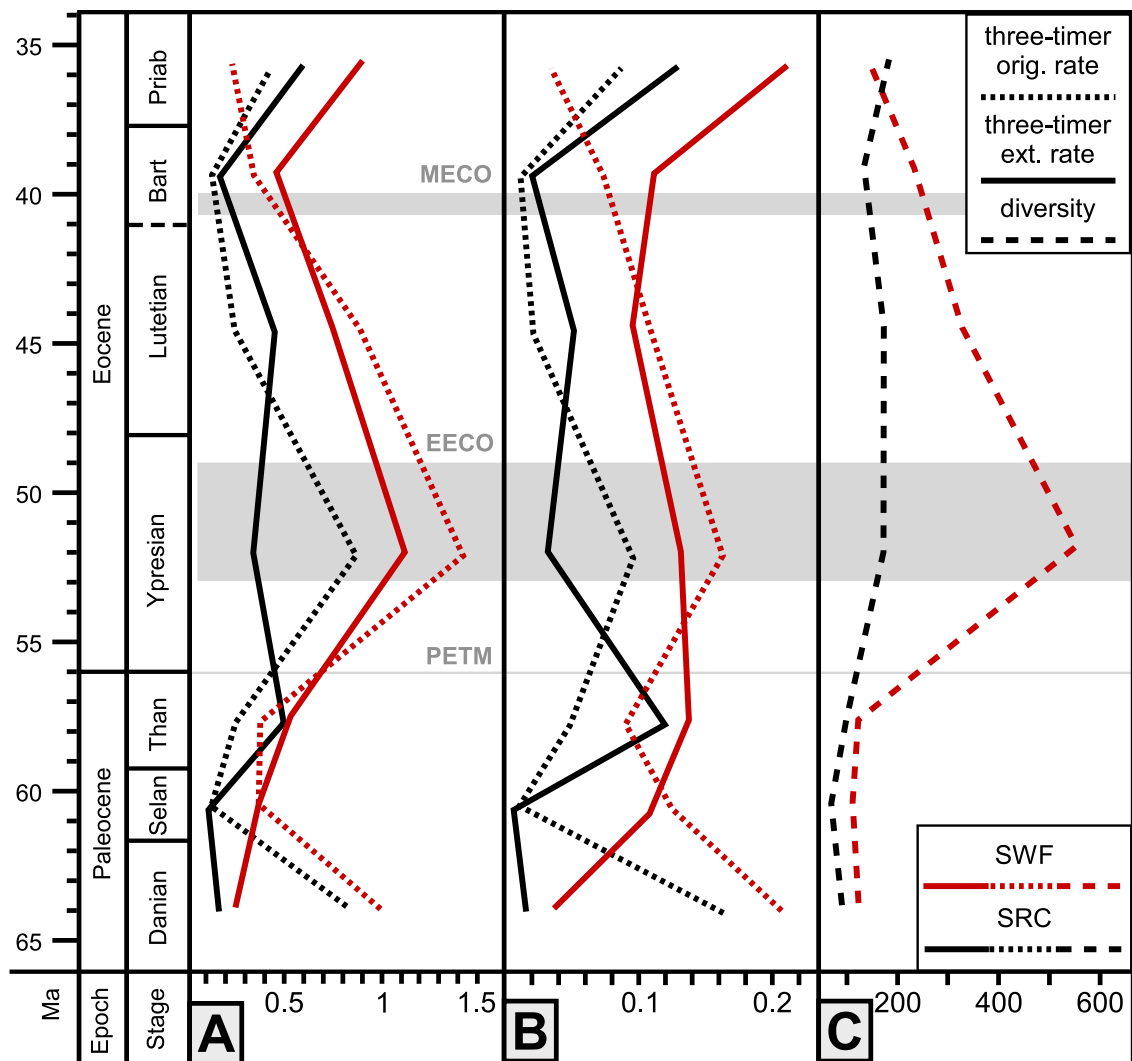 35
40
45
50
55
60
65
Ma
Eocene
Paleocene
Epoch
Priab
Bart
Lutetian
Ypresian
Than
Selan
Danian
Stage
MECO
EECO
PETM
three-timer
orig. rate
three-timer
ext. rate
diversity
SWF
SRC
A
0.5
1
1.5
B
0.1
0.2
C
200
400
600